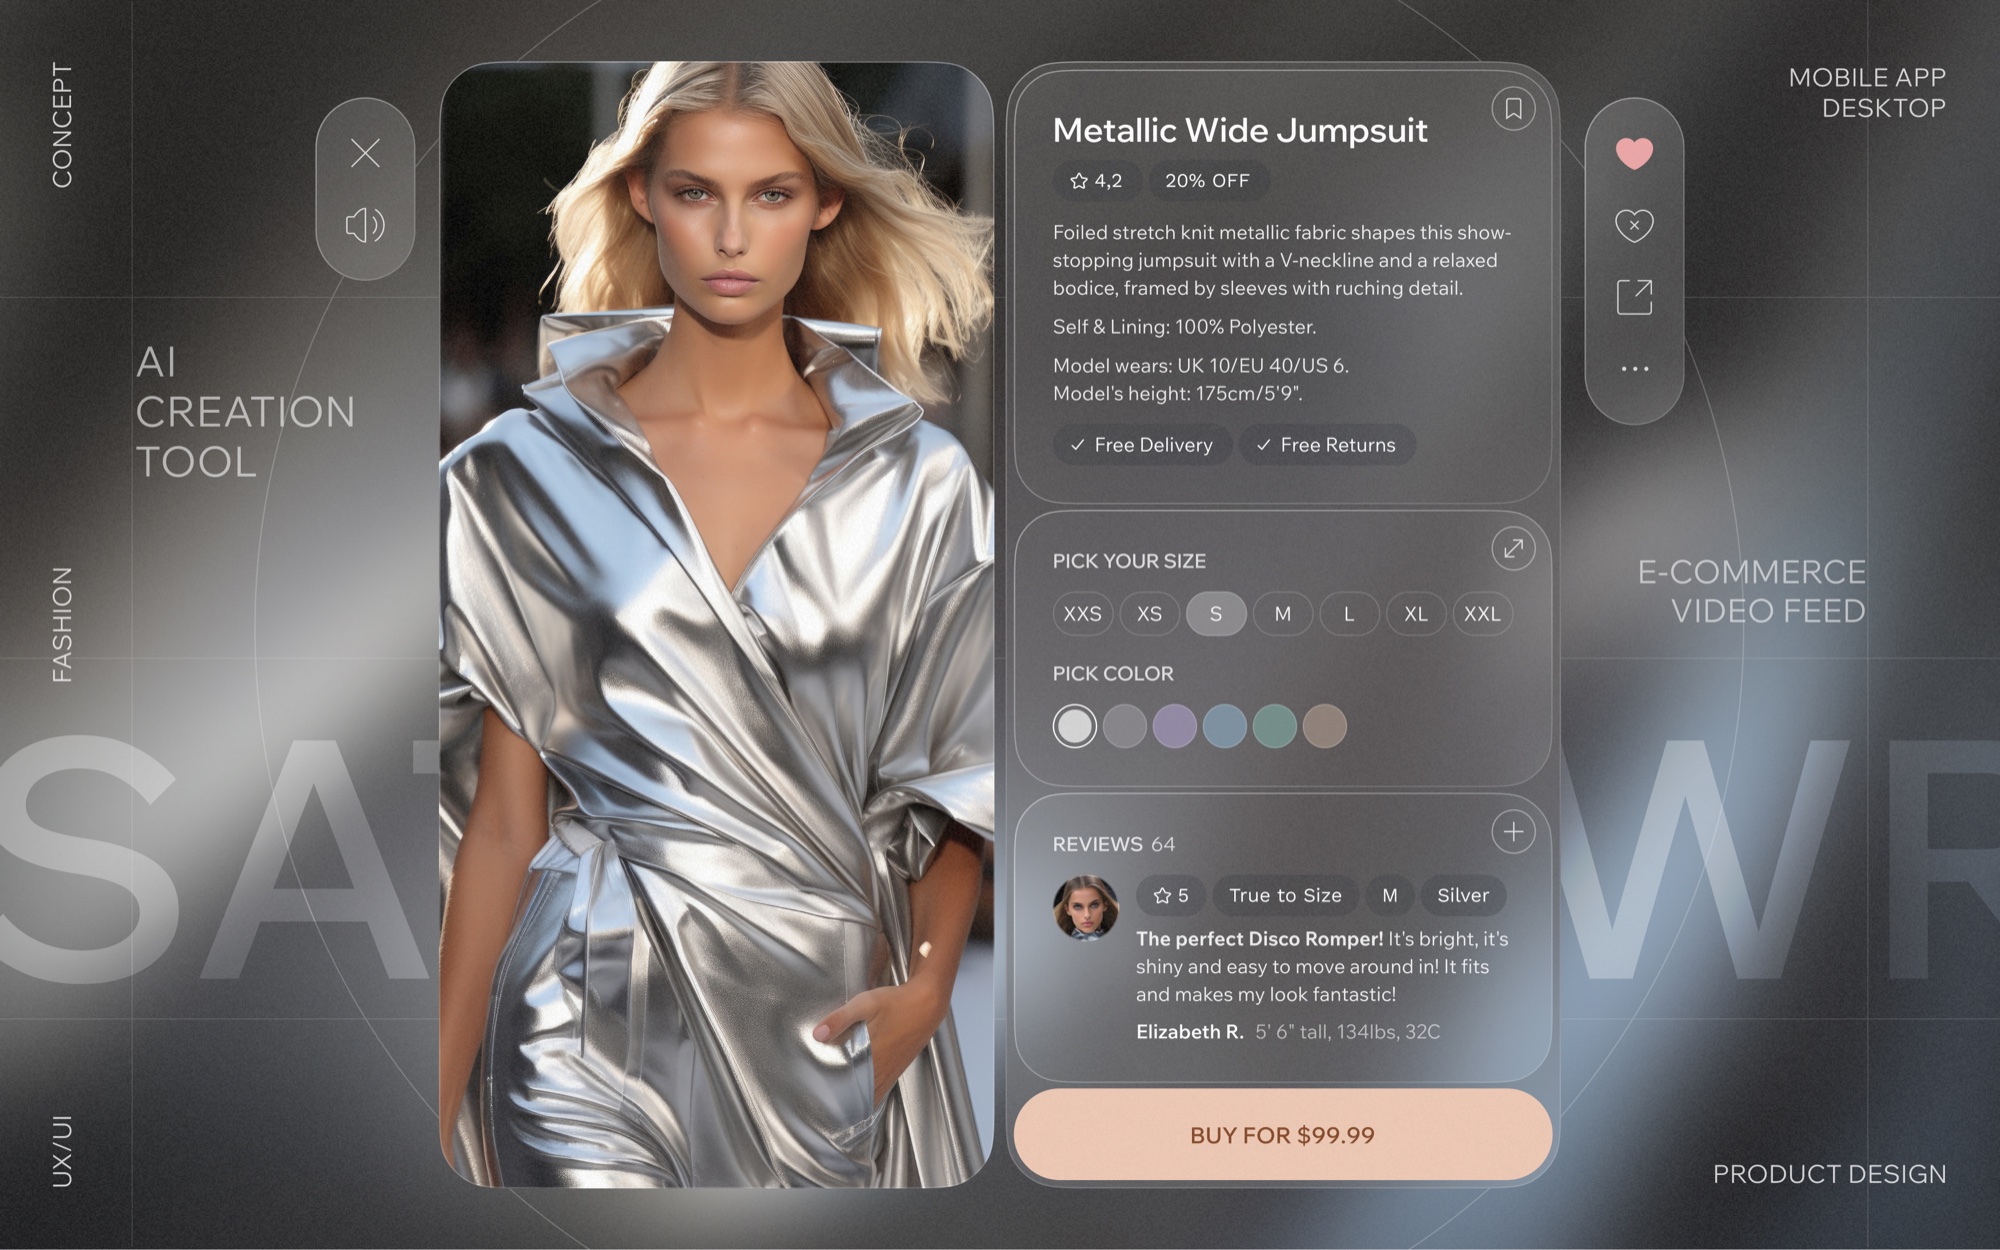 CONCEPT
FASHION
UX/UI
AI
CREATION
TOOL
SA
Metallic Wide Jumpsuit
4,2
20% OFF
Foiled stretch knit metallic fabric shapes this show-
stopping jumpsuit with a V-neckline and a relaxed
bodice, framed by sleeves with ruching detail.
Self & Lining: 100% Polyester.
Model wears: UK 10/EU 40/US 6.
Model's height: 175cm/5'9".
✓ Free Delivery
✓ Free Returns
PICK YOUR SIZE
XXS XS S M L XL XXL
PICK COLOR
REVIEWS 64
5 True to Size M Silver
The perfect Disco Romper! It's bright, it's
shiny and easy to move around in! It fits
and makes my look fantastic!
Elizabeth R. 5' 6" tall, 134lbs, 32C
BUY FOR $99.99
MOBILE APP
DESKTOP
E-COMMERCE
VIDEO FEED
W
PRODUCT DESIGN